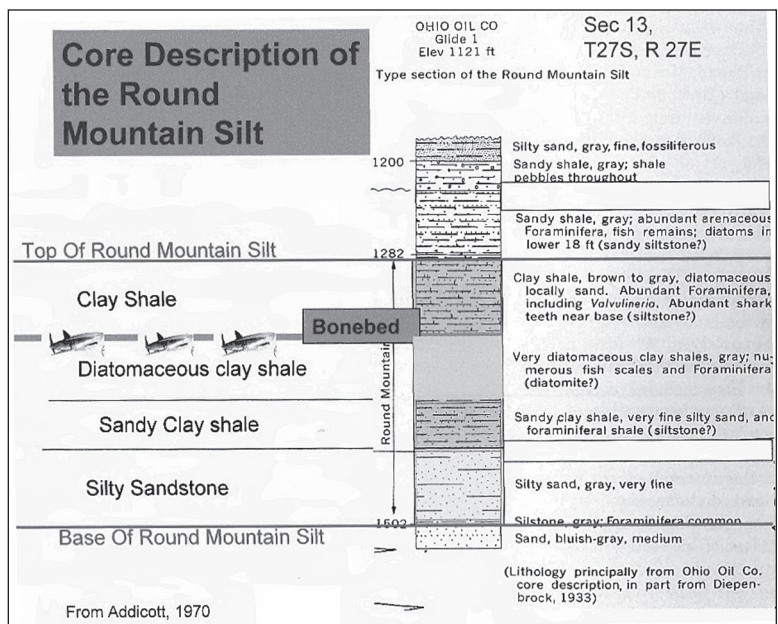 Core Description of
the Round
Mountain Silt
OHIO OIL CO
Glide 1
Elev 1121 ft
Sec 13,
T27S, R 27E
Type section of the Round Mountain Silt
1200
Silty sand, gray, fine, fossiliferous
Sandy shale, gray; shale
pebbles throughout
Sandy shale, gray; abundant arenaceous
Foraminifera, fish remains; diatoms in
lower 18 ft (sandy siltstone?)
Top Of Round Mountain Silt
1282
Clay Shale
Clay shale, brown to gray, diatomaceous
locally sand. Abundant Foraminifera,
including Valvulineria. Abundant shark
teeth near base (siltstone?)
Bonebed
Round Mountain
Diatomaceous clay shale
Very diatomaceous clay shales, gray; nu-
merous fish scales and Foraminifera
(diatomite?)
Sandy Clay shale
Sandy clay shale, very fine silty sand, and
foraminiferal shale (siltstone?)
Silty Sandstone
Silty sand, gray, very fine
1502
Silstone, gray; Foraminifera common
Base Of Round Mountain Silt
Sand, bluish-gray, medium
(Lithology principally from Ohio Oil Co.
core description, in part from Diepen-
brock, 1933)
From Addicott, 1970